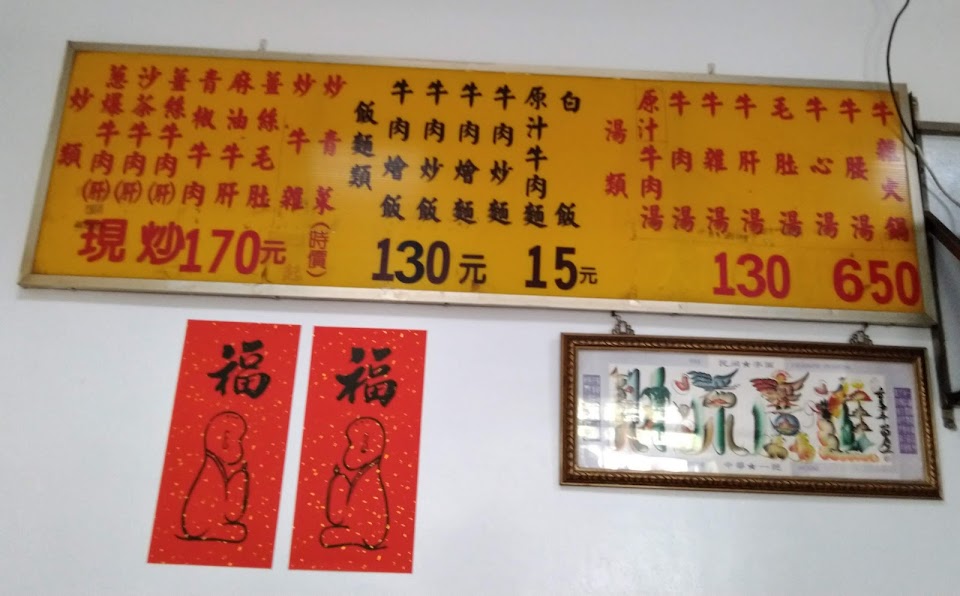 炒類
蔥爆牛肉(肝)
沙茶牛肉(肝)
薑絲牛肉(肝)
青椒牛肉
麻油牛肝
薑絲毛肚
炒牛雜
炒青菜
(時價)
現炒170元
飯麵類
牛肉燴飯
牛肉炒飯
牛肉燴麵
牛肉炒麵
130元
原汁牛肉麵
白飯
15元
湯類
原汁牛肉湯
牛肉湯
牛雜湯
牛肝湯
毛肚湯
牛心湯
牛腰湯
130
牛雜火鍋
650
福
福
中華★一絕